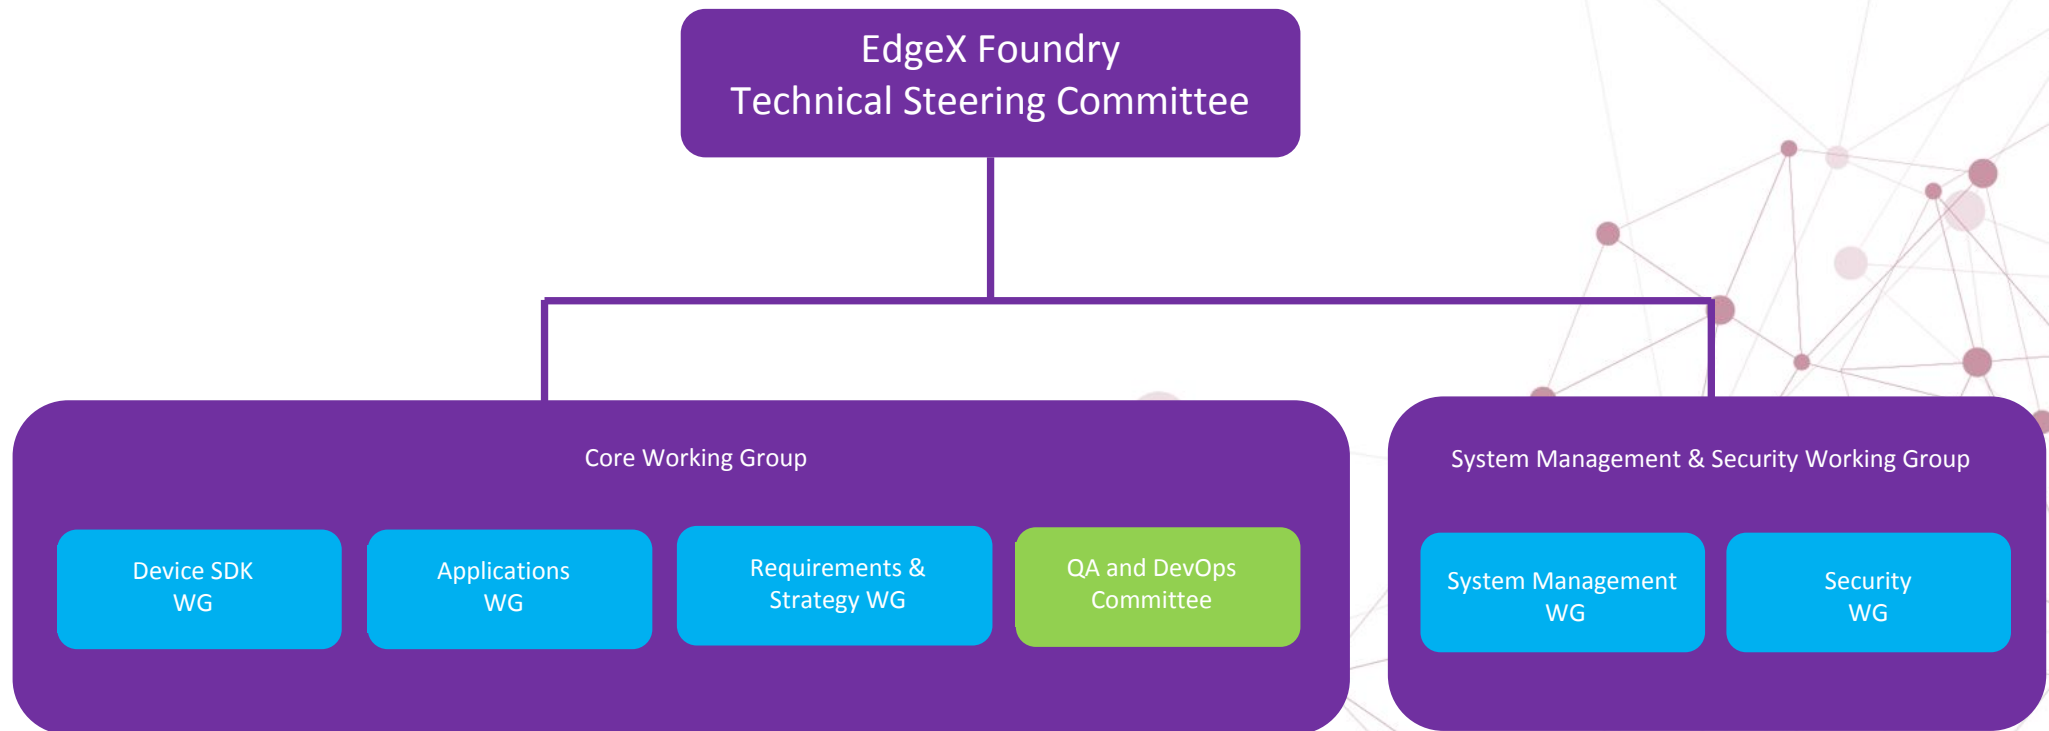 EdgeX Foundry
Technical Steering Committee
Core Working Group
Device SDK
WG
Applications
WG
Requirements &
Strategy WG
QA and DevOps
Committee
System Management & Security Working Group
System Management
WG
Security
WG